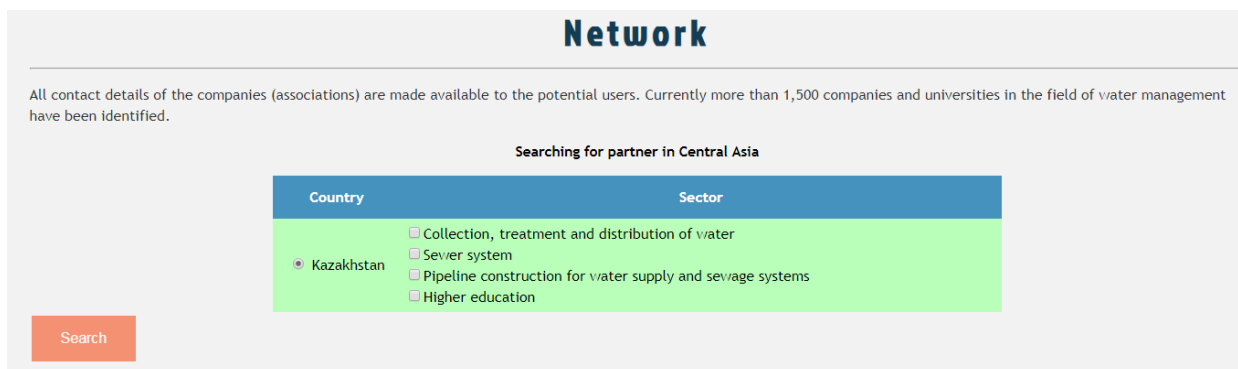 Network
All contact details of the companies (associations) are made available to the potential users. Currently more than 1,500 companies and universities in the field of water management
have been identified.
Searching for partner in Central Asia
Country Sector
Collection, treatment and distribution of water
Sewer system
Kazakhstan
Pipeline construction for water supply and sewage systems
Higher education
Search